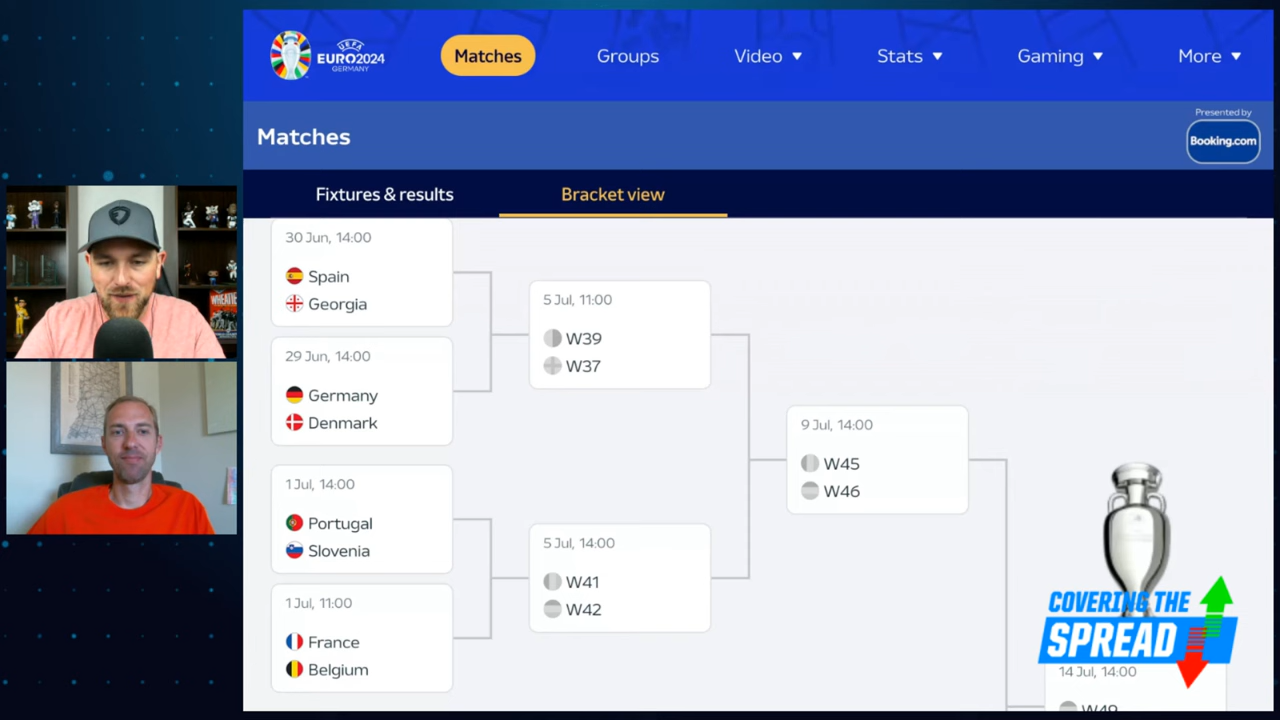 UEFA
EURO2024
GERMANY
Matches
Groups
Video
Stats
Gaming
More
Matches
Presented by
Booking.com
Fixtures & results
Bracket view
30 Jun, 14:00
Spain
Georgia
29 Jun, 14:00
Germany
Denmark
1 Jul, 14:00
Portugal
Slovenia
1 Jul, 11:00
France
Belgium
5 Jul, 11:00
W39
W37
5 Jul, 14:00
W41
W42
9 Jul, 14:00
W45
W46
COVERING THE
SPREAD
14 Jul, 14:00
W49
WHEATIES